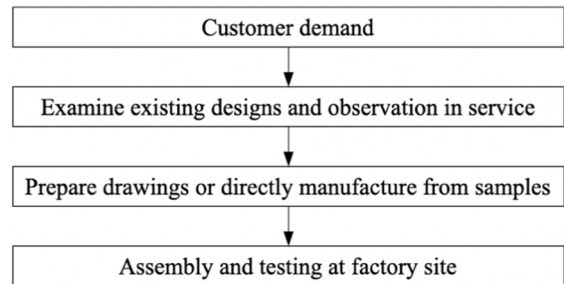 Customer demand
Examine existing designs and observation in service
Prepare drawings or directly manufacture from samples
Assembly and testing at factory site